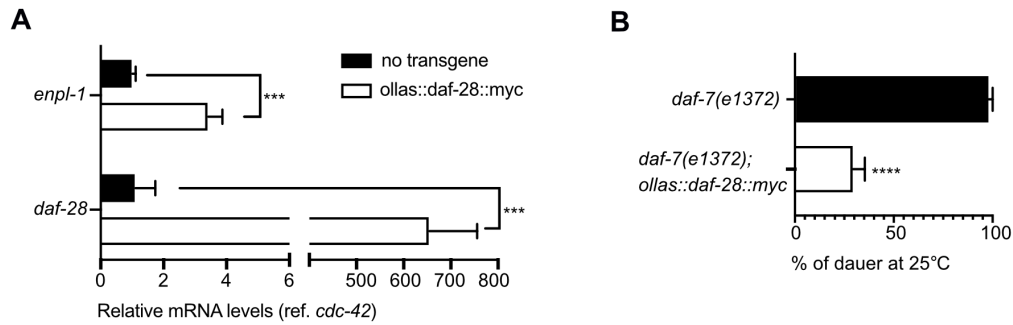 A
enpl-1
***
no transgene
ollas::daf-28::myc
daf-28
***
0 2 4 6 500 600 700 800
Relative mRNA levels (ref. cdc-42)
B
daf-7(e1372)
daf-7(e1372);
ollas::daf-28::myc
****
0 50 100
% of dauer at 25°C